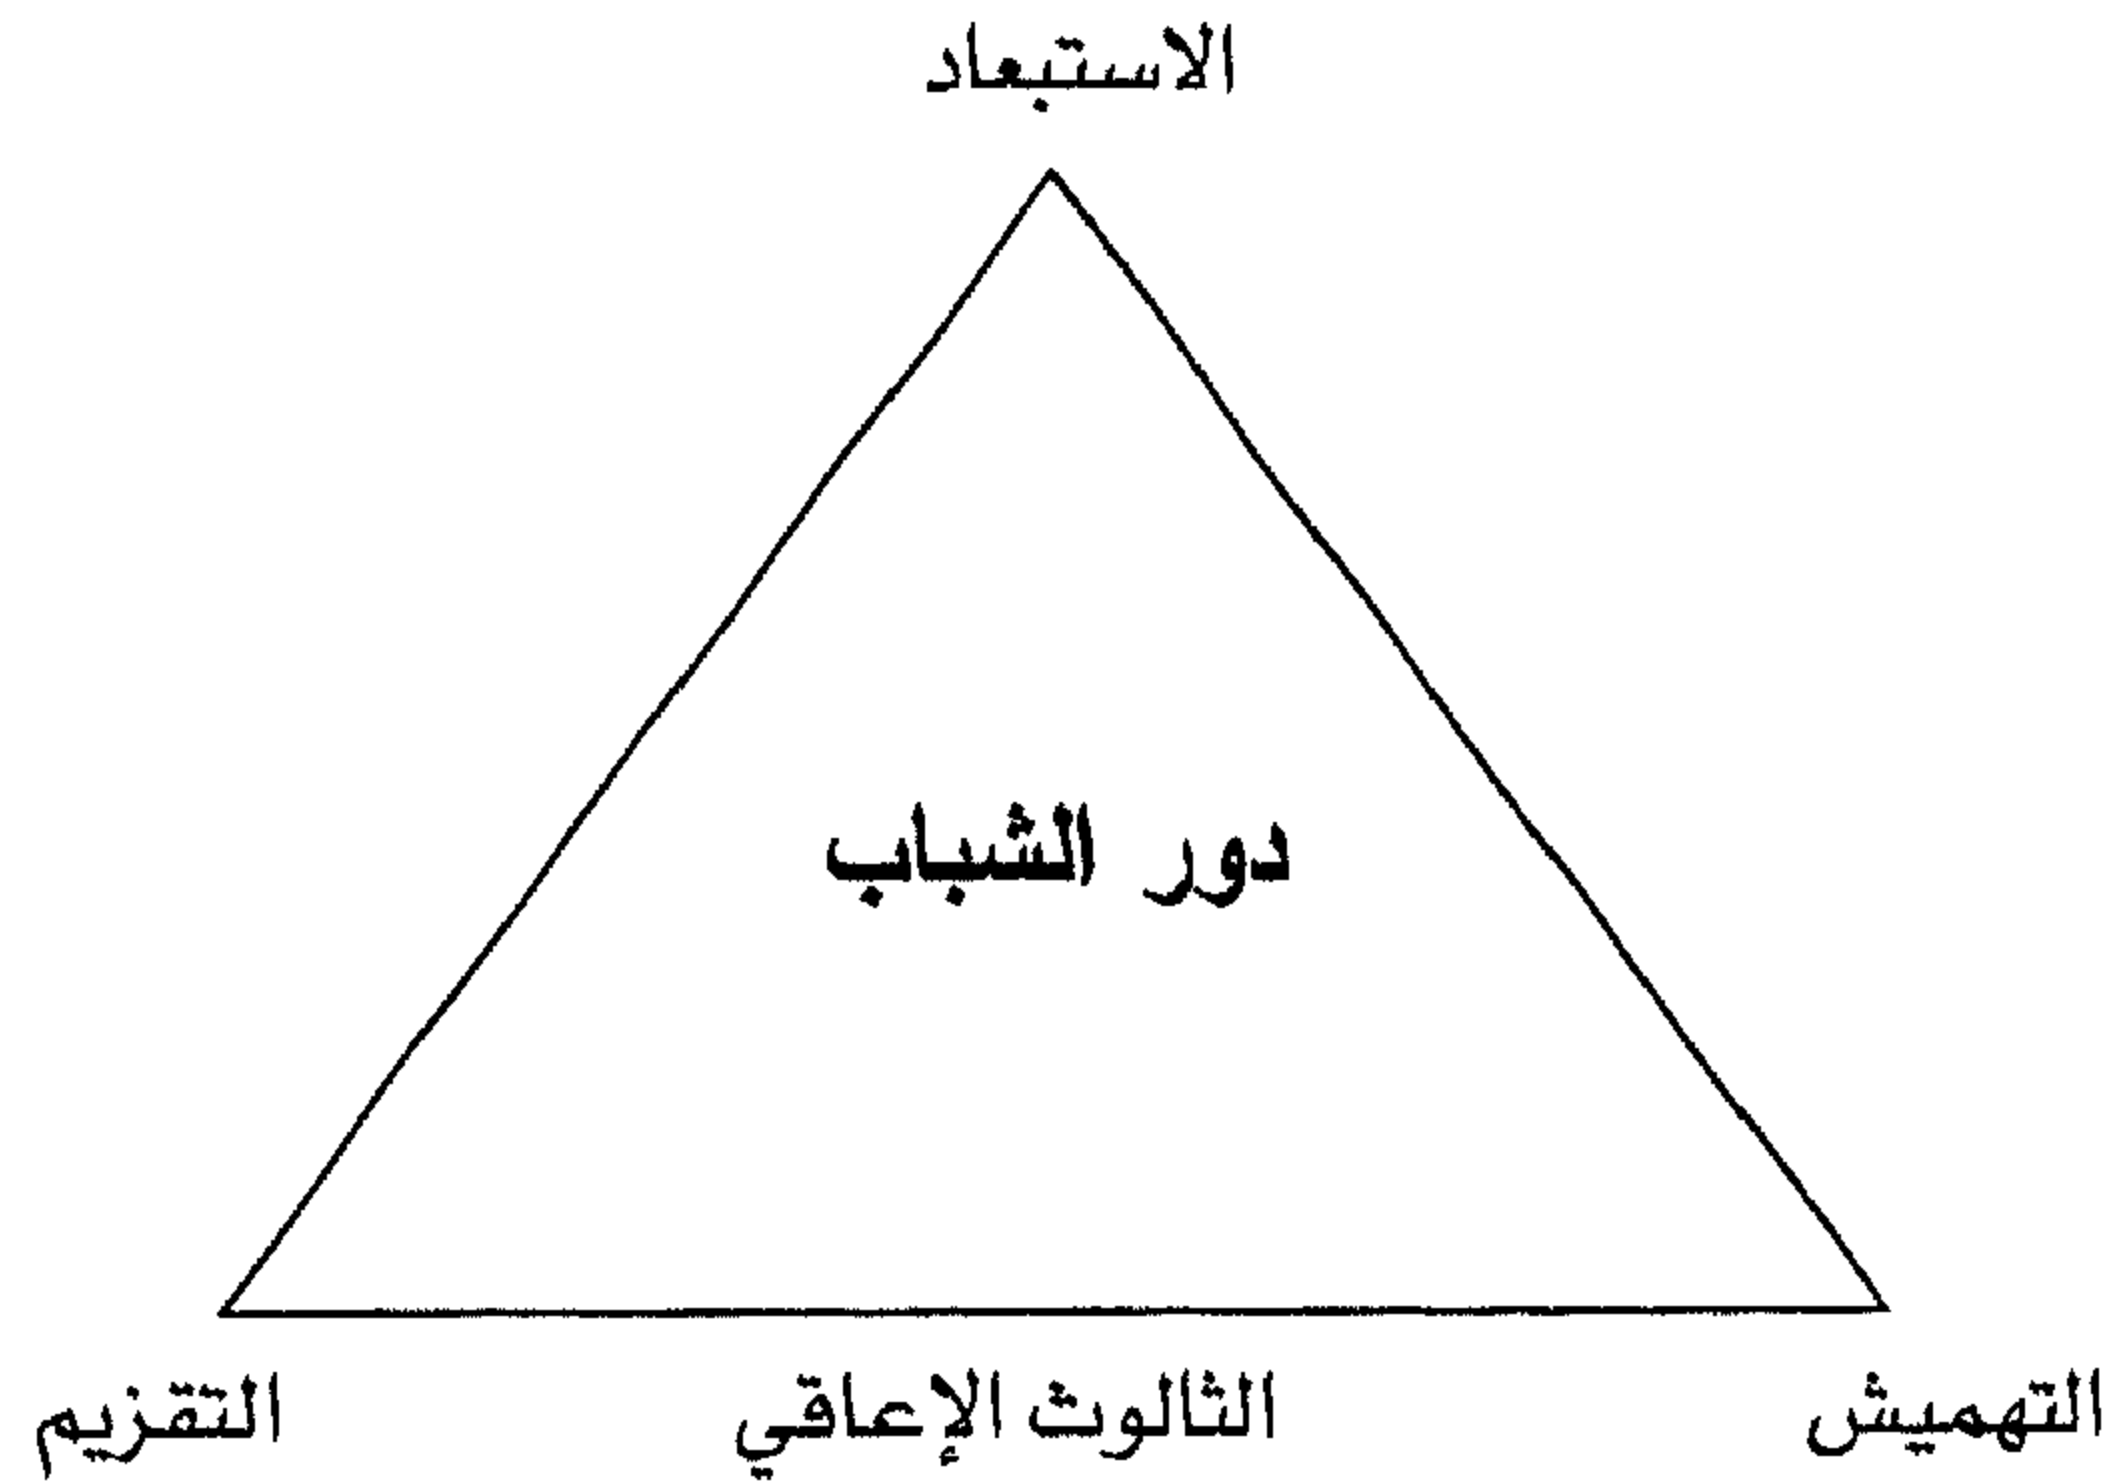 الاستبعاد
دور الشباب
التهميش
الثالوث الإعاقي
التقزيم